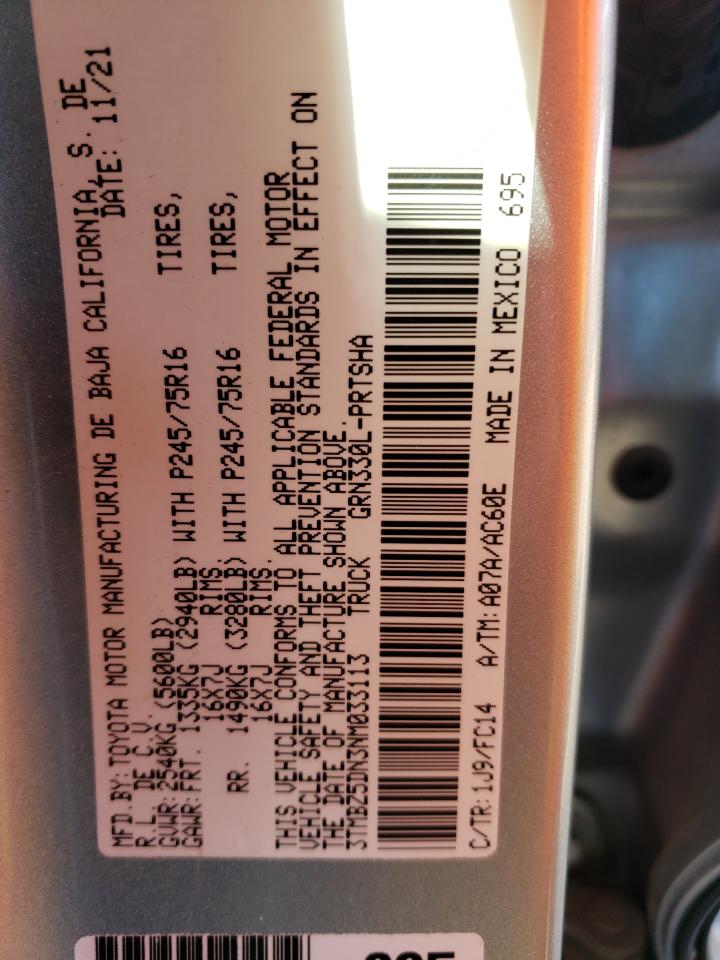 MFD.BY:TOYOTA MOTOR MANUFACTURING DE BAJA CALIFORNIA, S. DE
R.L. DE C.V. DATE: 11/21
GVWR:2540KG (5600LB)
GAWR:FRT. 1335KG (2940LB) WITH P245/75R16 TIRES,
16X7J RIMS.
RR. 1490KG (3280LB) WITH P245/75R16 TIRES,
16X7J RIMS.
THIS VEHICLE CONFORMS TO ALL APPLICABLE FEDERAL MOTOR
VEHICLE SAFETY AND THEFT PREVENTION STANDARDS IN EFFECT ON
THE DATE OF MANUFACTURE SHOWN ABOVE.
3TMBZ5DN3NM033113 TRUCK GRN330L-PRTSHA
C/TR:1J9/FC14 A/TM:A07A/AC60E MADE IN MEXICO 695